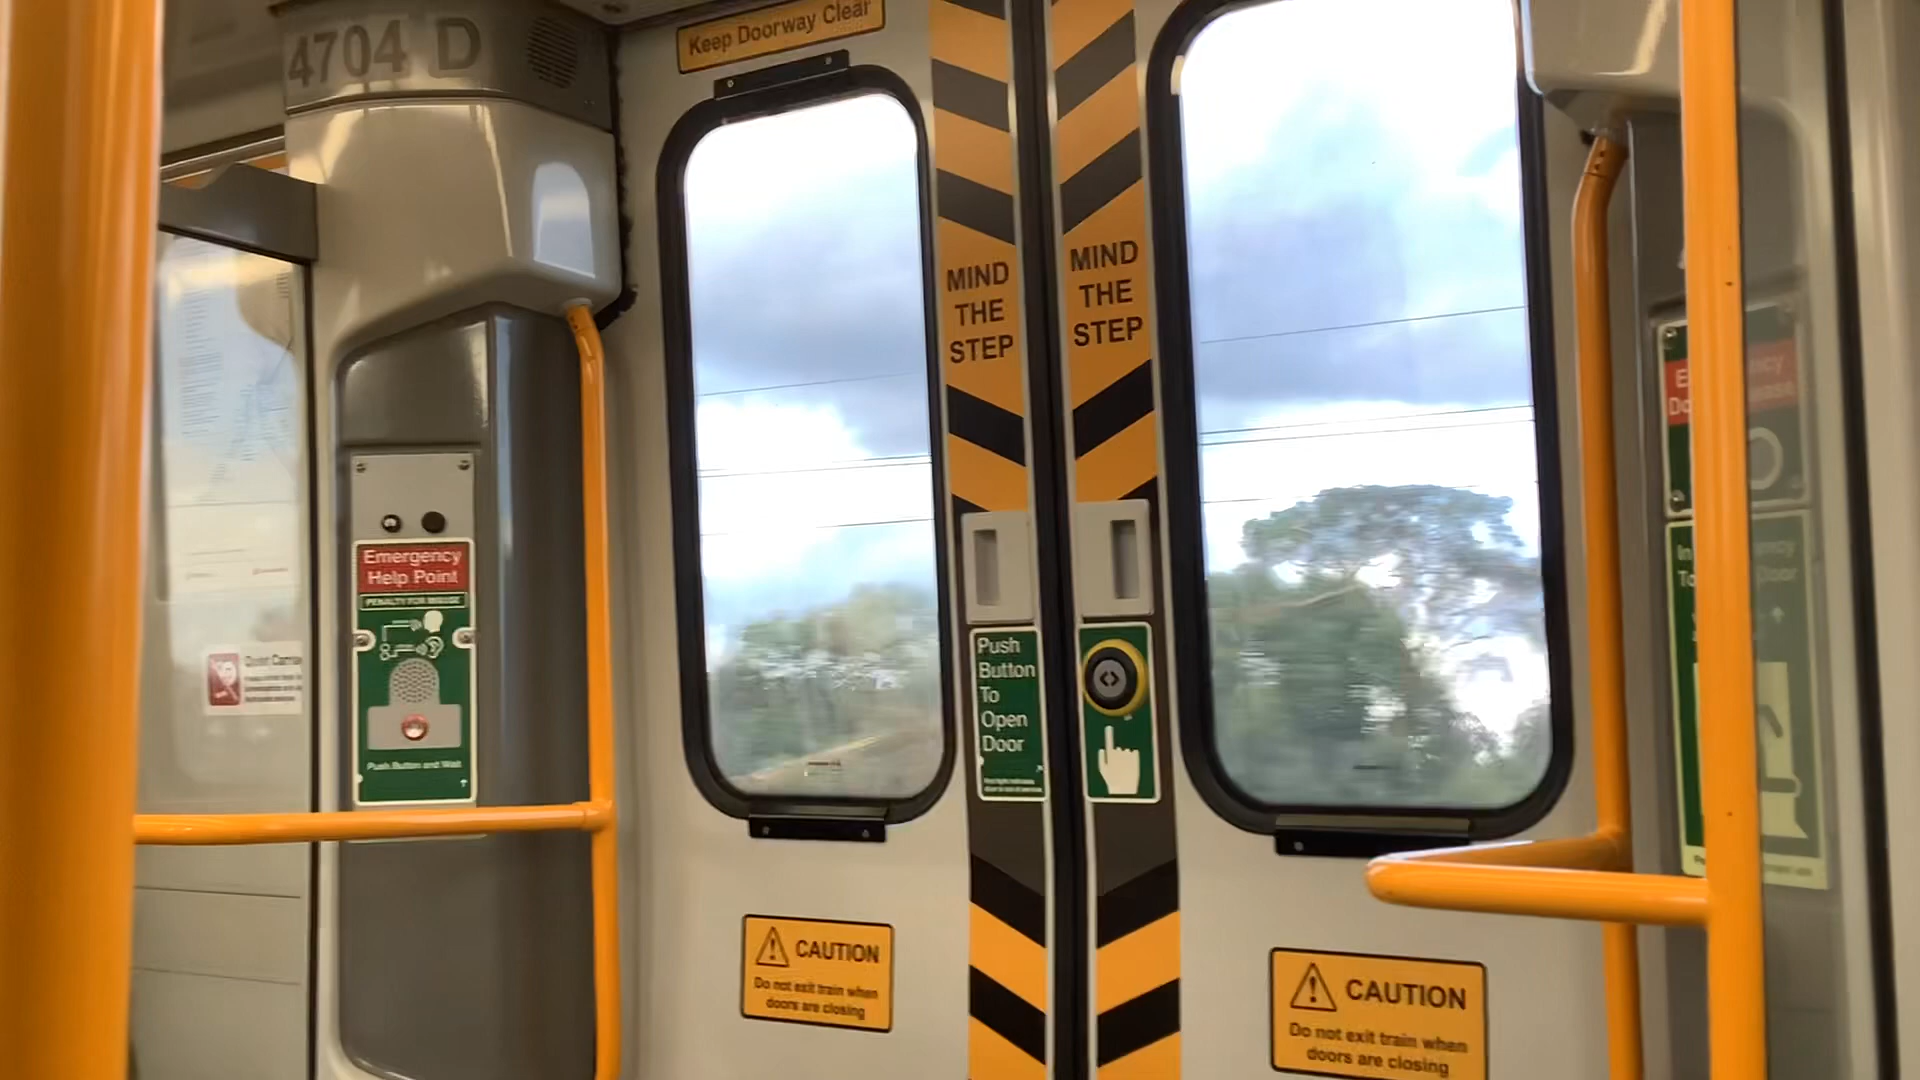 4704 D
Keep Doorway Clear
MIND
THE
STEP
MIND
THE
STEP
Emergency
Help Point
PENALTY FOR MISUSE
Push Button and Wait
Quiet
Push
Button
To
Open
Door
CAUTION
Do not exit train when
doors are closing
CAUTION
Do not exit train when
doors are closing